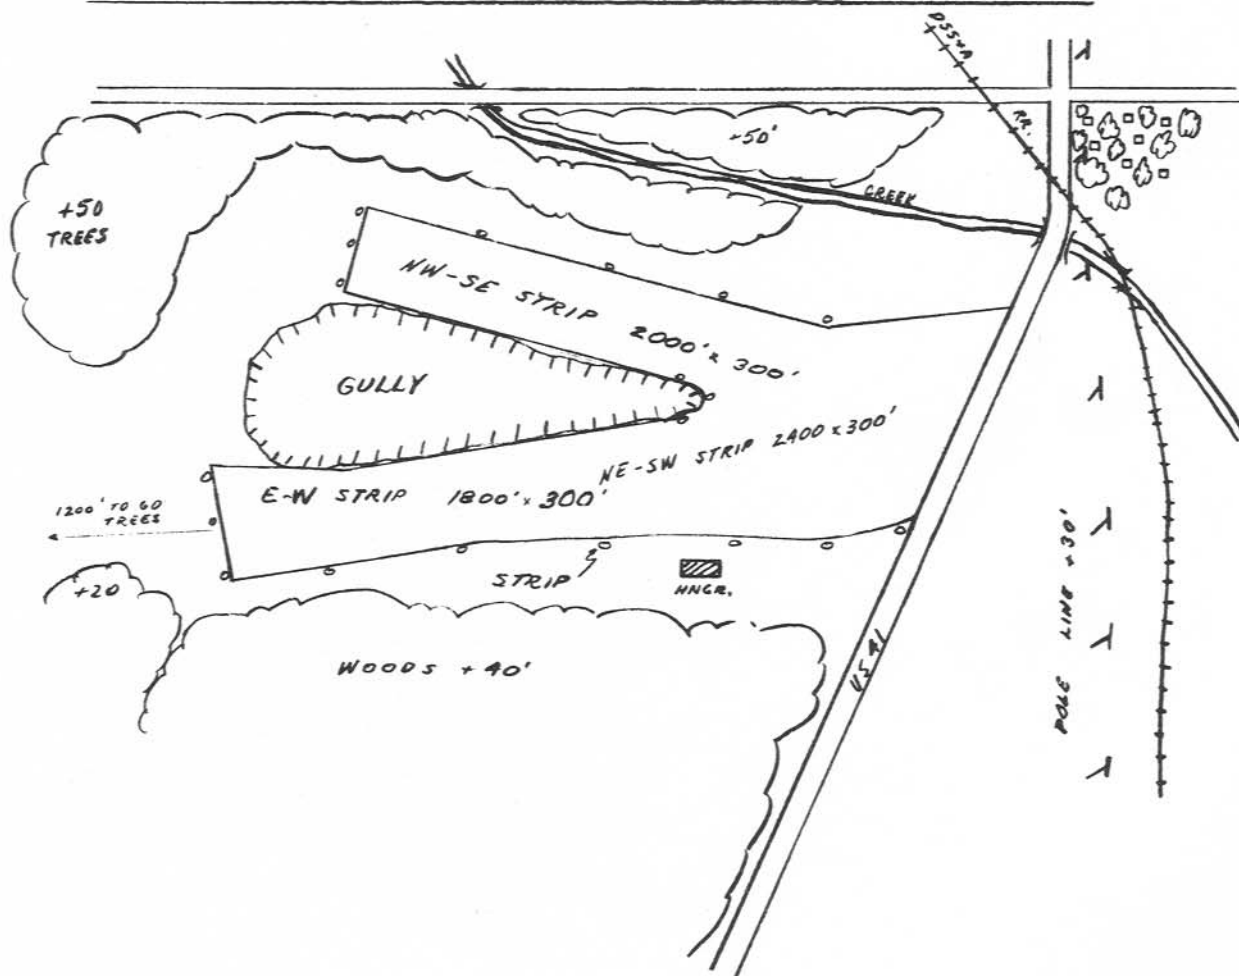 DSS&A
RR.
+50'
CREEK
+50
TREES
NW-SE STRIP 2000' x 300'
GULLY
NE-SW STRIP 2400 x 300'
E-W STRIP 1800' x 300'
1200' TO 60
TREES
STRIP
HNGR.
+20
WOODS + 40'
US 41
POLE LINE +30'